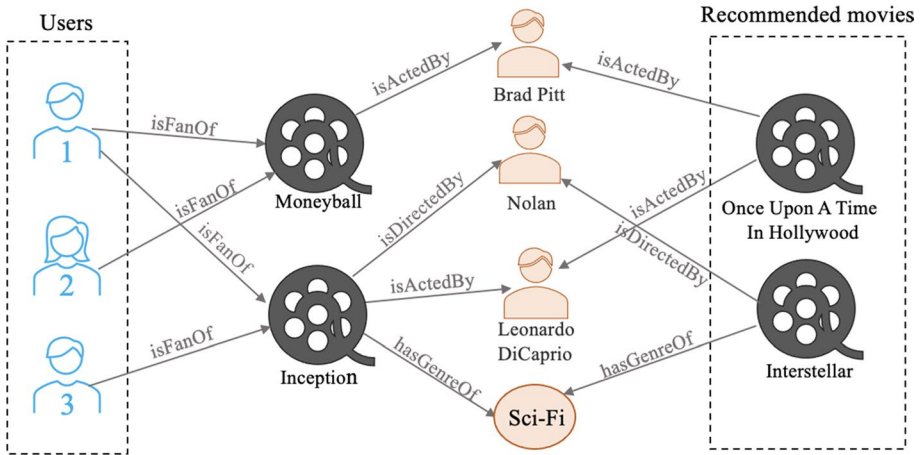 Users
Recommended movies
1
2
3
isFanOf
isFanOf
isFanOf
isFanOf
Moneyball
Inception
isActedBy
isDirectedBy
isActedBy
hasGenreOf
Brad Pitt
Nolan
Leonardo
DiCaprio
Sci-Fi
isActedBy
isActedBy
isDirectedBy
hasGenreOf
Once Upon A Time
In Hollywood
Interstellar